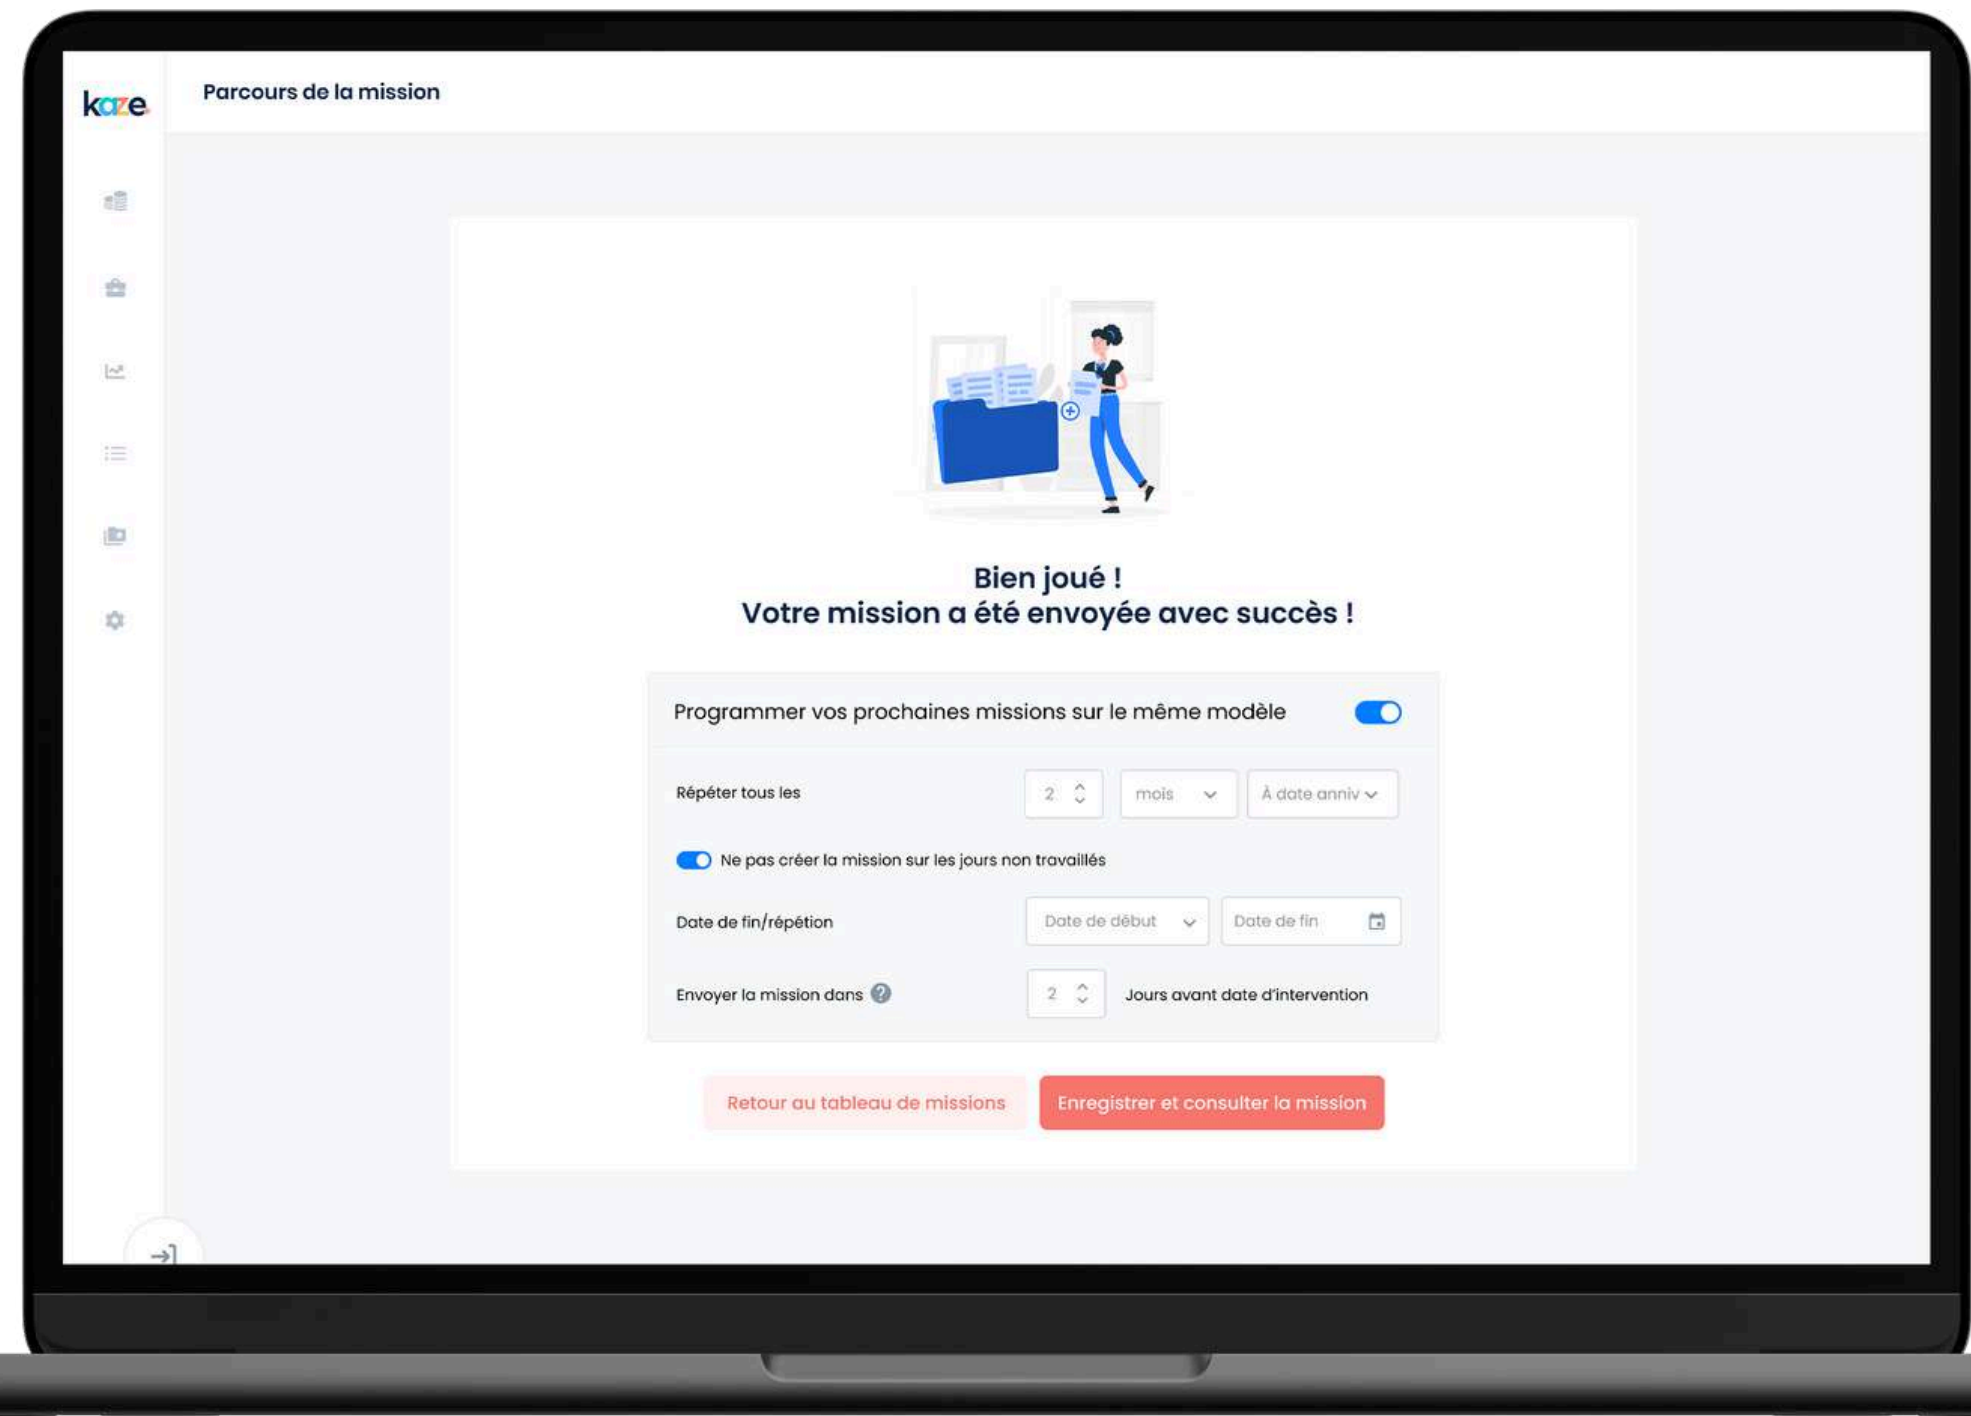 kaze.
Parcours de la mission
Bien joué !
Votre mission a été envoyée avec succès !
Programmer vos prochaines missions sur le même modèle
Répéter tous les 2 mois À date anniv
Ne pas créer la mission sur les jours non travaillés
Date de fin/répétion Date de début Date de fin
Envoyer la mission dans ? 2 Jours avant date d'intervention
Retour au tableau de missions Enregistrer et consulter la mission